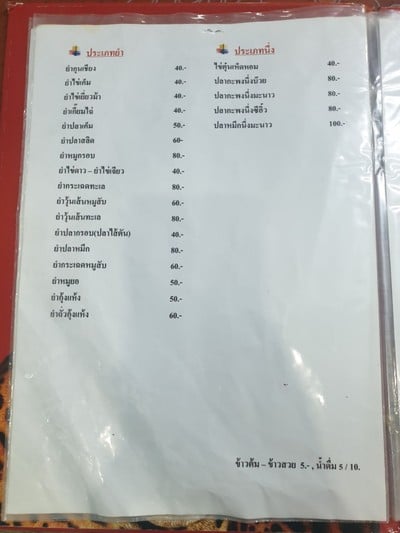 ประเภทยำ
ยำกุนเชียง 40.-
ยำไข่เค็ม 40.-
ยำไข่เยี่ยวม้า 40.-
ยำเกี้ยมไฉ่ 40.-
ยำปลาเค็ม 50.-
ยำปลาสลิด 60-
ยำหมูกรอบ 80.-
ยำไข่ดาว – ยำไข่เจียว 40.-
ยำกระเฉดทะเล 80.-
ยำวุ้นเส้นหมูสับ 60.-
ยำวุ้นเส้นทะเล 80.-
ยำปลากรอบ(ปลาไส้ตัน) 40.-
ยำปลาหมึก 80.-
ยำกระเฉดหมูสับ 60.-
ยำหมูยอ 50.-
ยำกุ้งแห้ง 50.-
ยำถั่วกุ้งแห้ง 60.-
ประเภทนึ่ง
ไข่ตุ๋นเห็ดหอม 40.-
ปลากะพงนึ่งบ๊วย 80.-
ปลากะพงนึ่งมะนาว 80.-
ปลากะพงนึ่งซีอิ๊ว 80.-
ปลาหมึกนึ่งมะนาว 100.-
ข้าวต้ม – ข้าวสวย 5.- , น้ำดื่ม 5 / 10.